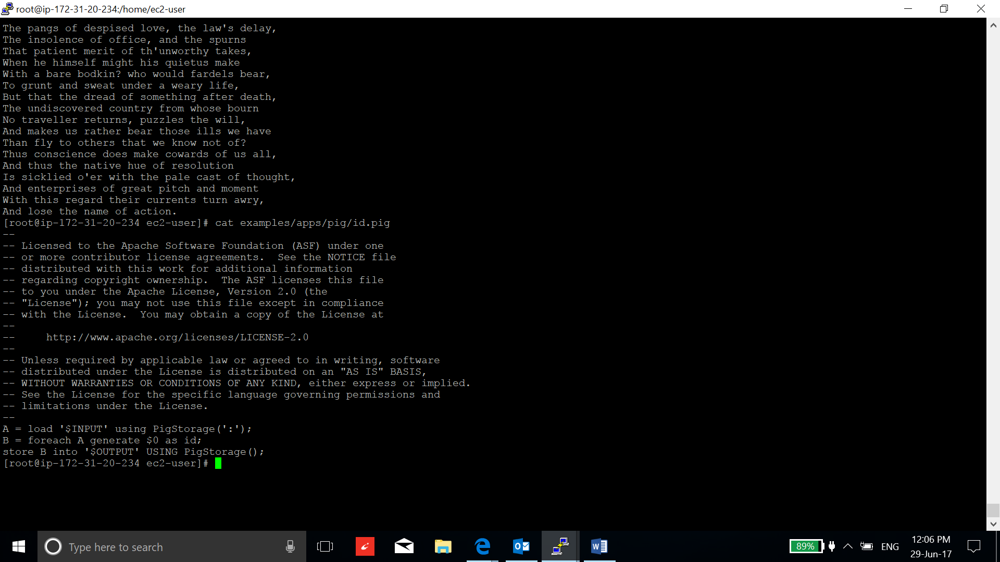 root@ip-172-31-20-234:/home/ec2-user
The pangs of despised love, the law's delay,
The insolence of office, and the spurns
That patient merit of th'unworthy takes,
When he himself might his quietus make
With a bare bodkin? who would fardels bear,
To grunt and sweat under a weary life,
But that the dread of something after death,
The undiscovered country from whose bourn
No traveller returns, puzzles the will,
And makes us rather bear those ills we have
Than fly to others that we know not of?
Thus conscience does make cowards of us all,
And thus the native hue of resolution
Is sicklied o'er with the pale cast of thought,
And enterprises of great pitch and moment
With this regard their currents turn awry,
And lose the name of action.
[root@ip-172-31-20-234 ec2-user]# cat examples/apps/pig/id.pig
--
-- Licensed to the Apache Software Foundation (ASF) under one
-- or more contributor license agreements.  See the NOTICE file
-- distributed with this work for additional information
-- regarding copyright ownership.  The ASF licenses this file
-- to you under the Apache License, Version 2.0 (the
-- "License"); you may not use this file except in compliance
-- with the License.  You may obtain a copy of the License at
--
--     http://www.apache.org/licenses/LICENSE-2.0
--
-- Unless required by applicable law or agreed to in writing, software
-- distributed under the License is distributed on an "AS IS" BASIS,
-- WITHOUT WARRANTIES OR CONDITIONS OF ANY KIND, either express or implied.
-- See the License for the specific language governing permissions and
-- limitations under the License.
--
A = load '$INPUT' using PigStorage(':');
B = foreach A generate $0 as id;
store B into '$OUTPUT' USING PigStorage();
[root@ip-172-31-20-234 ec2-user]#
Type here to search
89%
ENG
12:06 PM
29-Jun-17